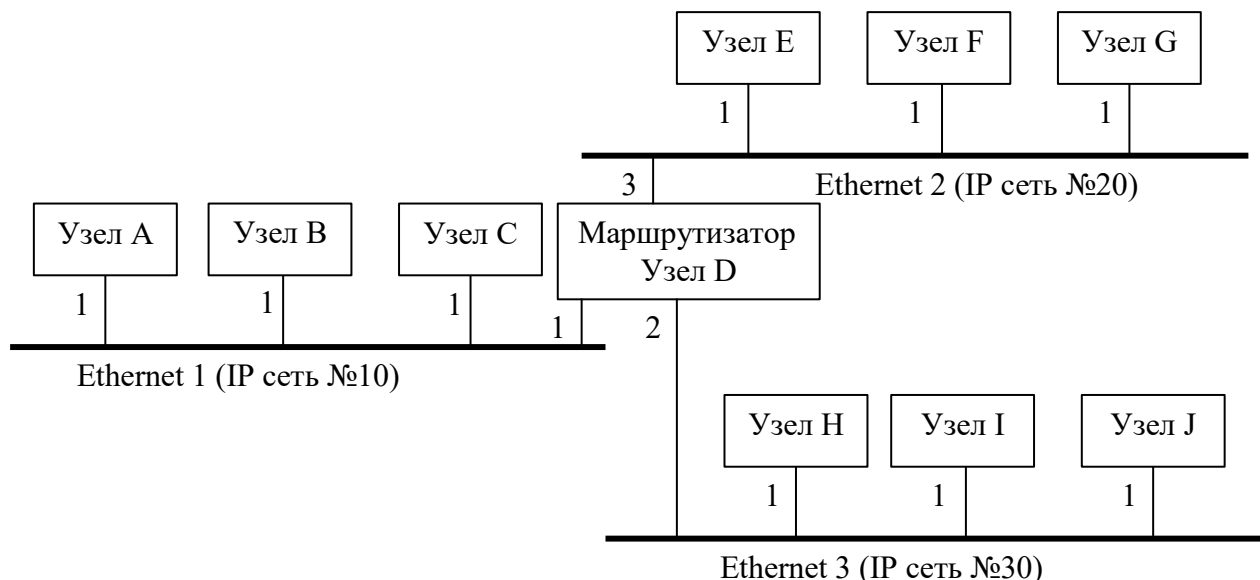 Узел E
Узел F
Узел G
1
1
1
3
Ethernet 2 (IP сеть №20)
Узел A
Узел B
Узел C
Маршрутизатор
Узел D
1
1
1
1
2
Ethernet 1 (IP сеть №10)
Узел H
Узел I
Узел J
1
1
1
Ethernet 3 (IP сеть №30)